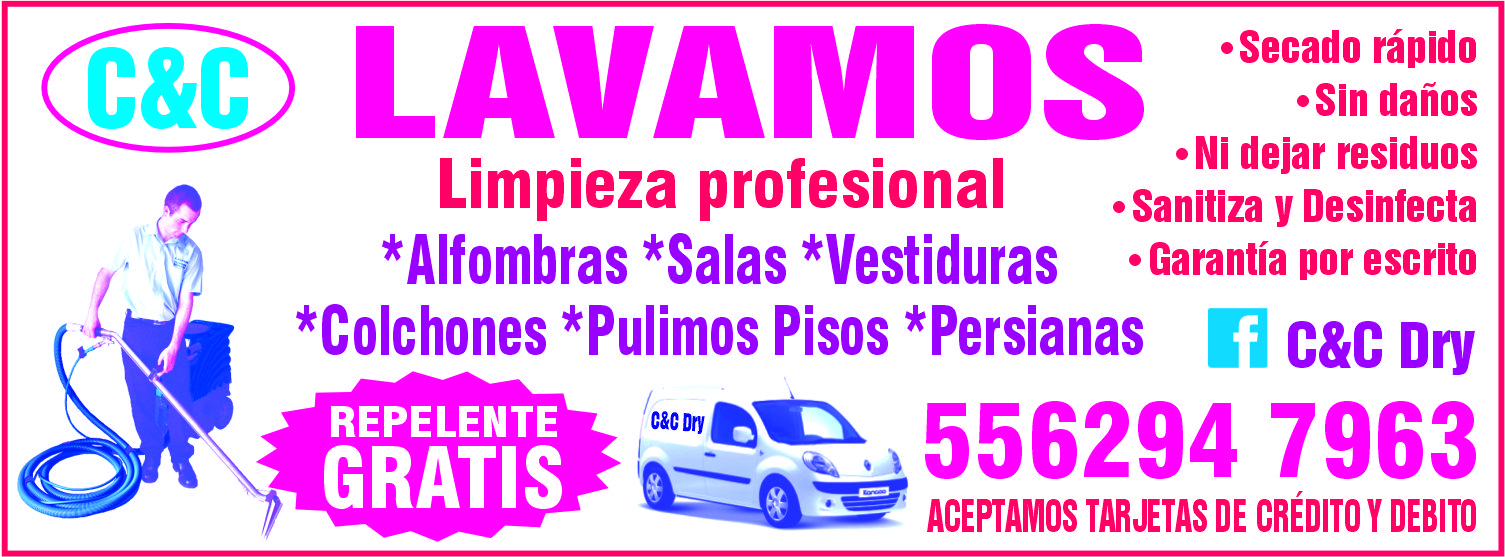 C&C
LAVAMOS
Limpieza profesional
*Alfombras *Salas *Vestiduras
*Colchones *Pulimos Pisos *Persianas
•Secado rápido
•Sin daños
•Ni dejar residuos
•Sanitiza y Desinfecta
•Garantía por escrito
f C&C Dry
REPELENTE
GRATIS
C&C Dry
Kangoo
556294 7963
ACEPTAMOS TARJETAS DE CRÉDITO Y DEBITO